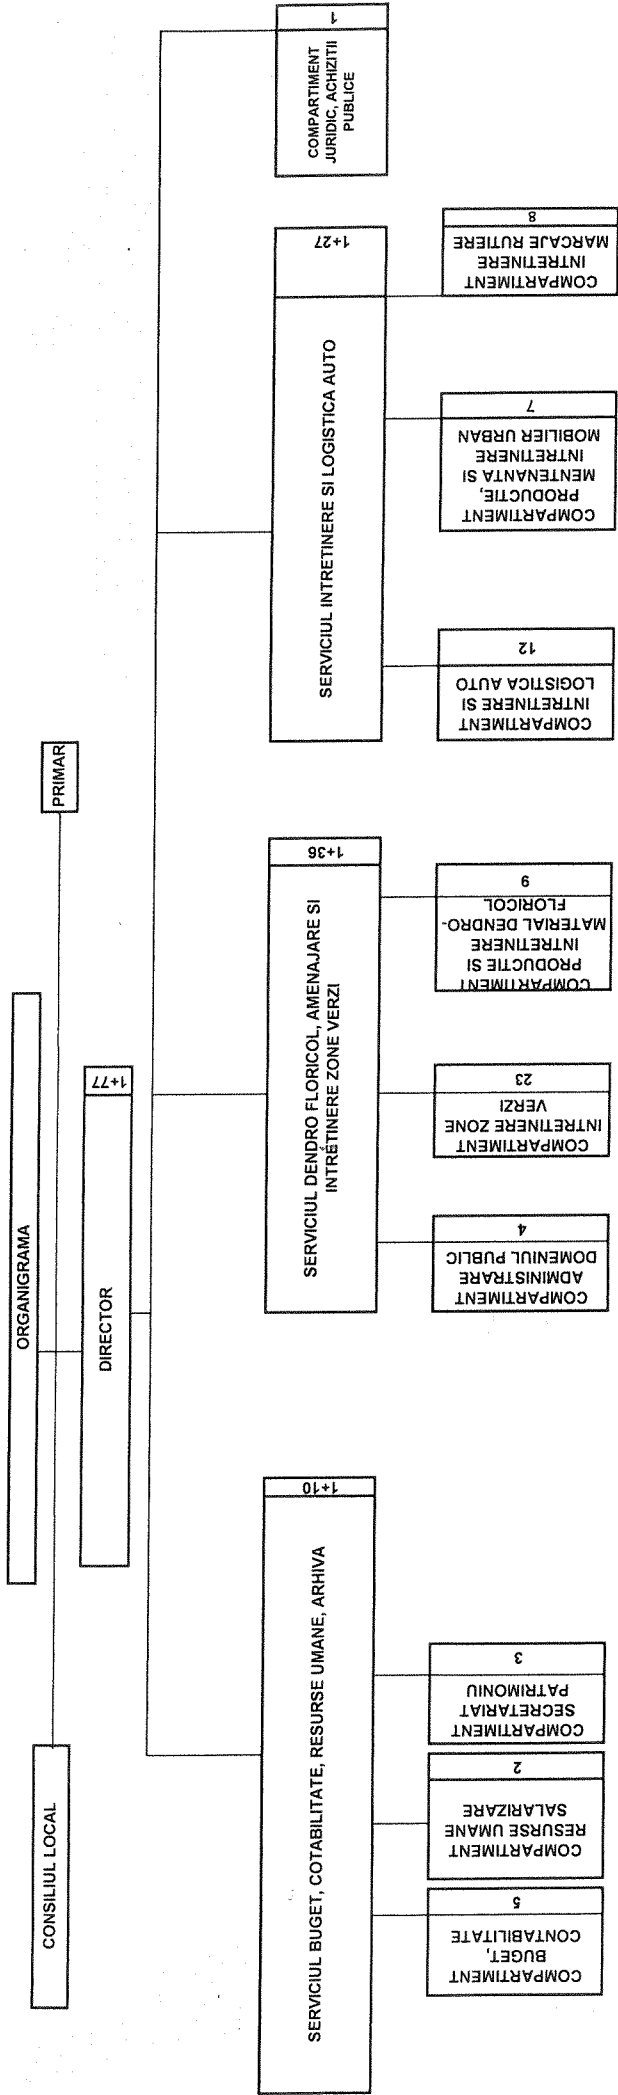 ORGANIGRAMA
CONSILIUL LOCAL
PRIMAR
DIRECTOR
1+77
SERVICIUL BUGET, COTABILITATE, RESURSE UMANE, ARHIVA
1+10
COMPARTIMENT
BUGET,
CONTABILITATE
5
COMPARTIMENT
RESURSE UMANE
SALARIZARE
2
COMPARTIMENT
SECRETARIAT
PATRIMONIU
3
SERVICIUL DENDRO FLORICOL, AMENAJARE SI
INTRETINERE ZONE VERZI
1+36
COMPARTIMENT
ADMINISTRARE
DOMENIUL PUBLIC
4
COMPARTIMENT
INTRETINERE ZONE
VERZI
23
COMPARTIMENT
PRODUCTIE SI
INTRETINERE
MATERIAL DENDRO-
FLORICOL
9
SERVICIUL INTRETINERE SI LOGISTICA AUTO
1+27
COMPARTIMENT
INTRETINERE SI
LOGISTICA AUTO
12
COMPARTIMENT
PRODUCTIE,
MENTENANTA SI
INTRETINERE
MOBILIER URBAN
7
COMPARTIMENT
INTRETINERE
MARCAJE RUTIERE
8
COMPARTIMENT
JURIDIC, ACHIZITII
PUBLICE
1